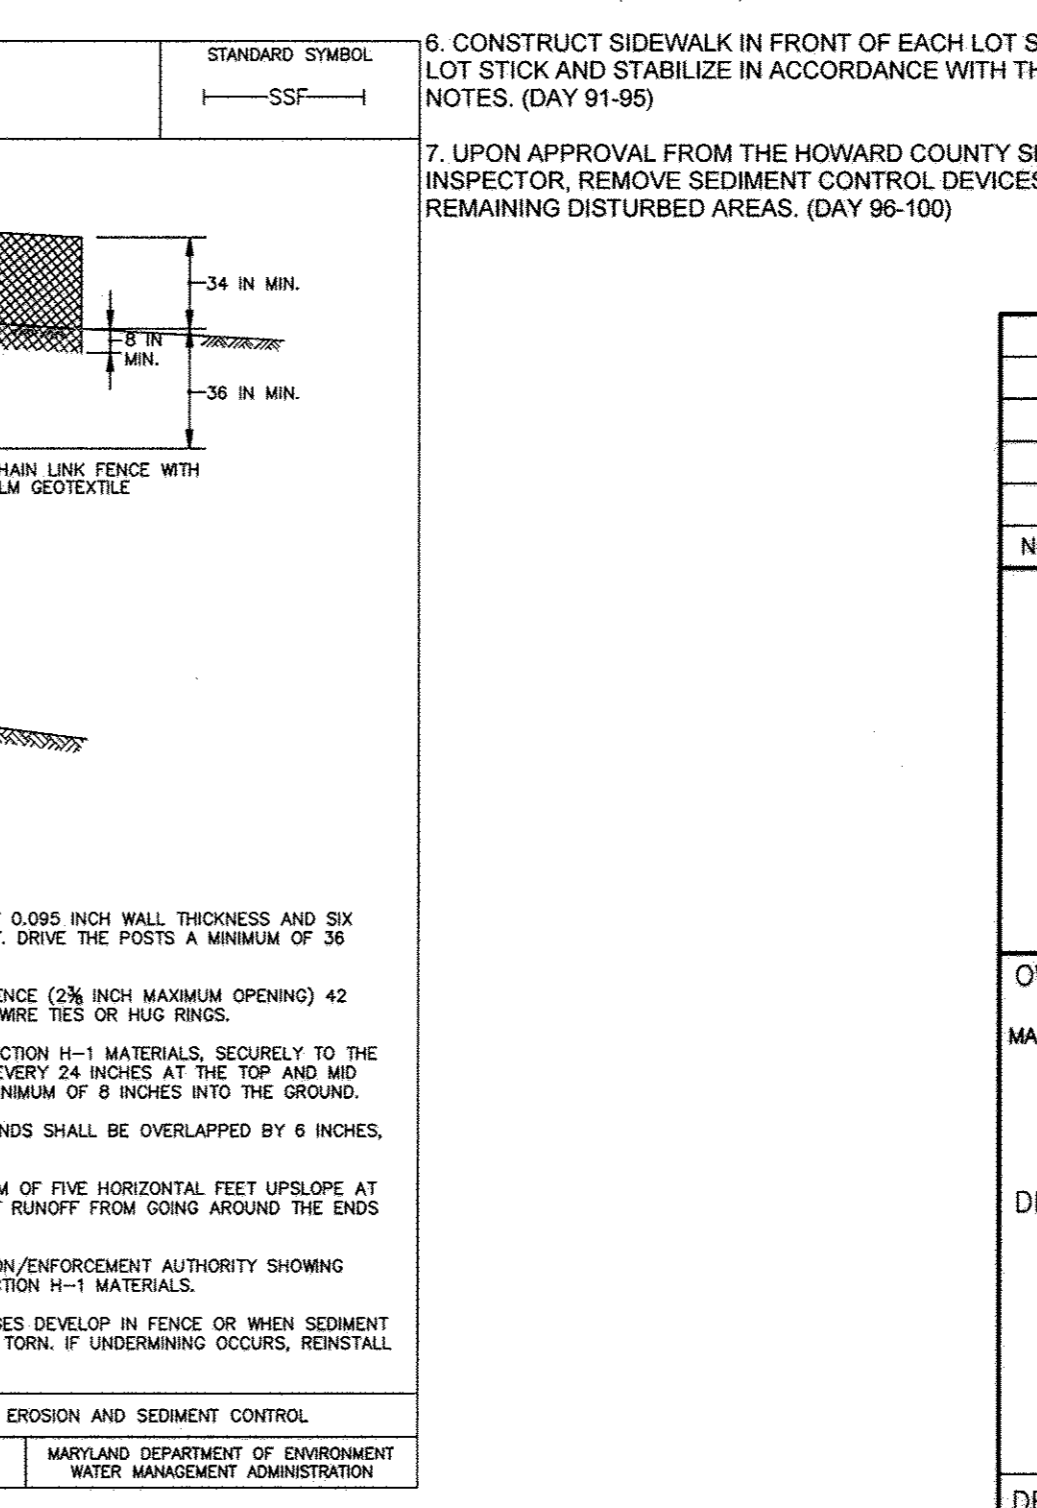 STANDARD SYMBOL
SSF
34 IN MIN.
8 IN
MIN.
36 IN MIN.
HAIN LINK FENCE WITH
LM GEOTEXTILE
0.095 INCH WALL THICKNESS AND SIX
. DRIVE THE POSTS A MINIMUM OF 36
ENCE (2⅜ INCH MAXIMUM OPENING) 42
WIRE TIES OR HUG RINGS.
CTION H-1 MATERIALS, SECURELY TO THE
EVERY 24 INCHES AT THE TOP AND MID
NIMUM OF 8 INCHES INTO THE GROUND.
NDS SHALL BE OVERLAPPED BY 6 INCHES,
M OF FIVE HORIZONTAL FEET UPSLOPE AT
T RUNOFF FROM GOING AROUND THE ENDS
ON/ENFORCEMENT AUTHORITY SHOWING
CTION H-1 MATERIALS.
GES DEVELOP IN FENCE OR WHEN SEDIMENT
TORN. IF UNDERMINING OCCURS, REINSTALL
EROSION AND SEDIMENT CONTROL
MARYLAND DEPARTMENT OF ENVIRONMENT
WATER MANAGEMENT ADMINISTRATION
6. CONSTRUCT SIDEWALK IN FRONT OF EACH LOT S
LOT STICK AND STABILIZE IN ACCORDANCE WITH TH
NOTES. (DAY 91-95)
7. UPON APPROVAL FROM THE HOWARD COUNTY S
INSPECTOR, REMOVE SEDIMENT CONTROL DEVICES
REMAINING DISTURBED AREAS. (DAY 96-100)
N
O
MA
D
DE